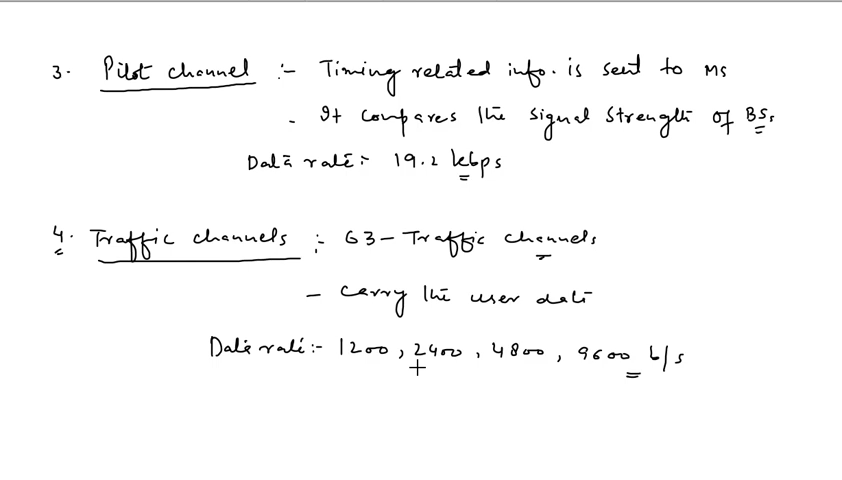 3. Pilot channel :- Timing related info. is sent to MS
- It compares the signal strength of BSs
Data rate:- 19.2 kbps
4. Traffic channels :- 63 - Traffic channels
- carry the user data
Data rate:- 1200, 2400, 4800, 9600 b/s